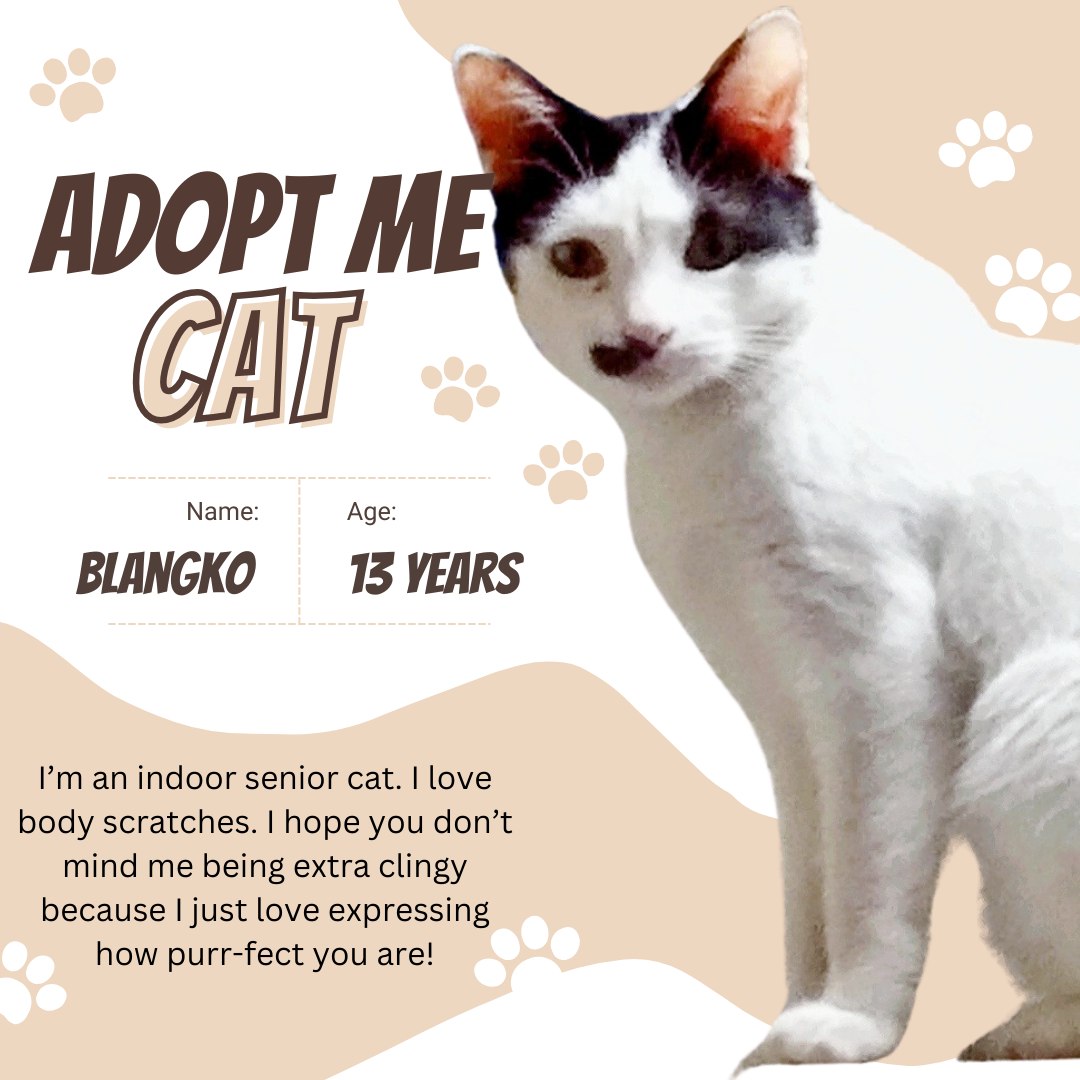 ADOPT ME
CAT
Name:
BLANGKO
Age:
13 YEARS
I’m an indoor senior cat. I love
body scratches. I hope you don’t
mind me being extra clingy
because I just love expressing
how purr-fect you are!